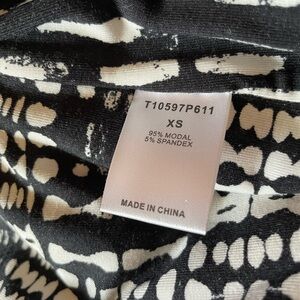 T10597P611
XS
95% MODAL
5% SPANDEX
MADE IN CHINA